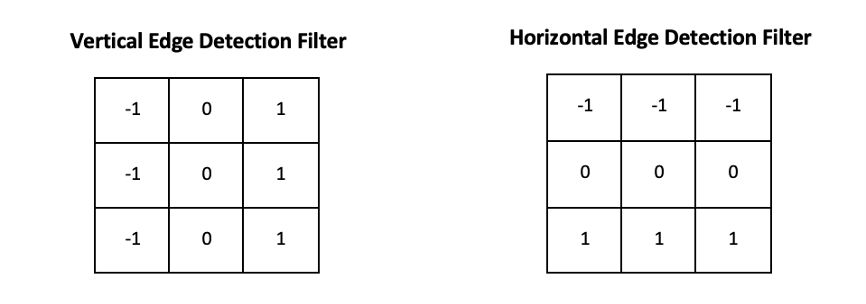 Vertical Edge Detection Filter
-1 0 1
-1 0 1
-1 0 1
Horizontal Edge Detection Filter
-1 -1 -1
0 0 0
1 1 1